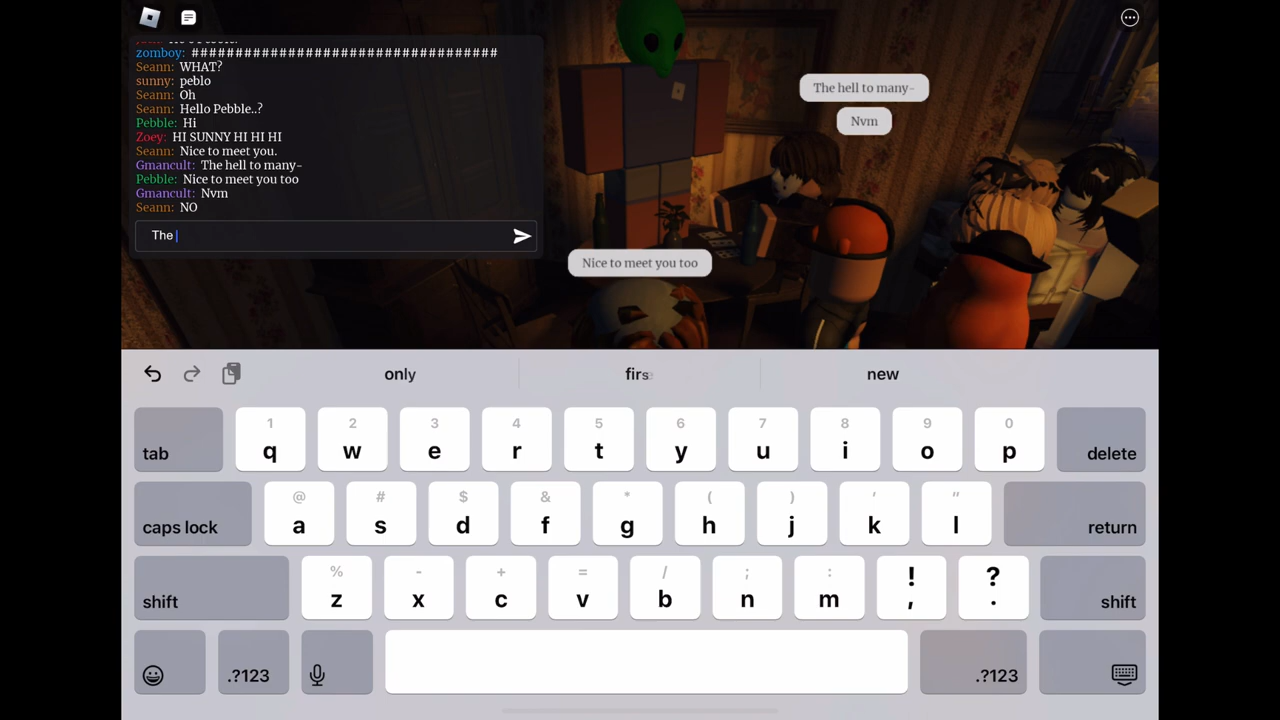 zomboy: ##################################
Seann: WHAT?
sunny: peblo
Seann: Oh
Seann: Hello Pebble..?
Pebble: Hi
Zoey: HI SUNNY HI HI HI
Seann: Nice to meet you.
Gmancult: The hell to many-
Pebble: Nice to meet you too
Gmancult: Nvm
Seann: NO
The
The hell to many-
Nvm
Nice to meet you too
only firs new
1 2 3 4 5 6 7 8 9 0
tab q w e r t y u i o p delete
@ # $ & * ( ) ' "
caps lock a s d f g h j k l return
% - + = / ; : ! ?
shift z x c v b n m , . shift
.?123 .?123